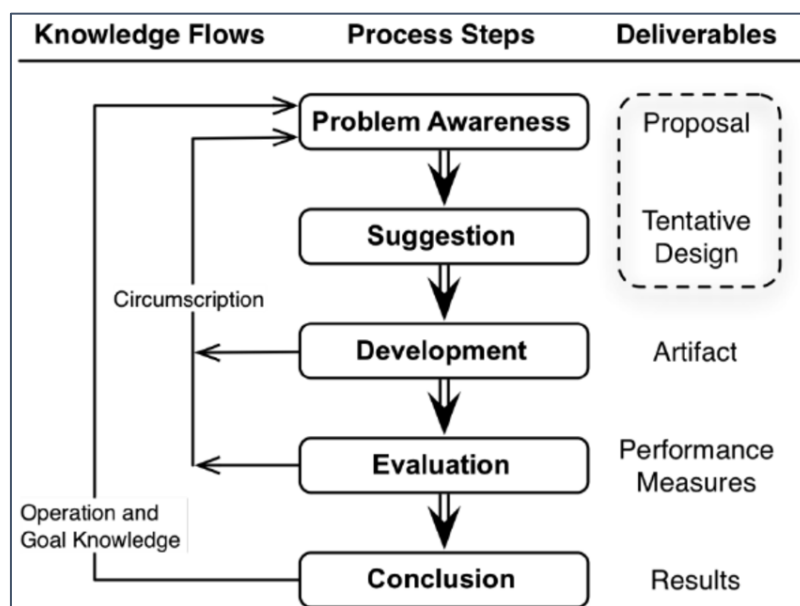 Knowledge Flows
Process Steps
Deliverables
Problem Awareness
Proposal
Suggestion
Tentative
Design
Circumscription
Development
Artifact
Evaluation
Performance
Measures
Operation and
Goal Knowledge
Conclusion
Results